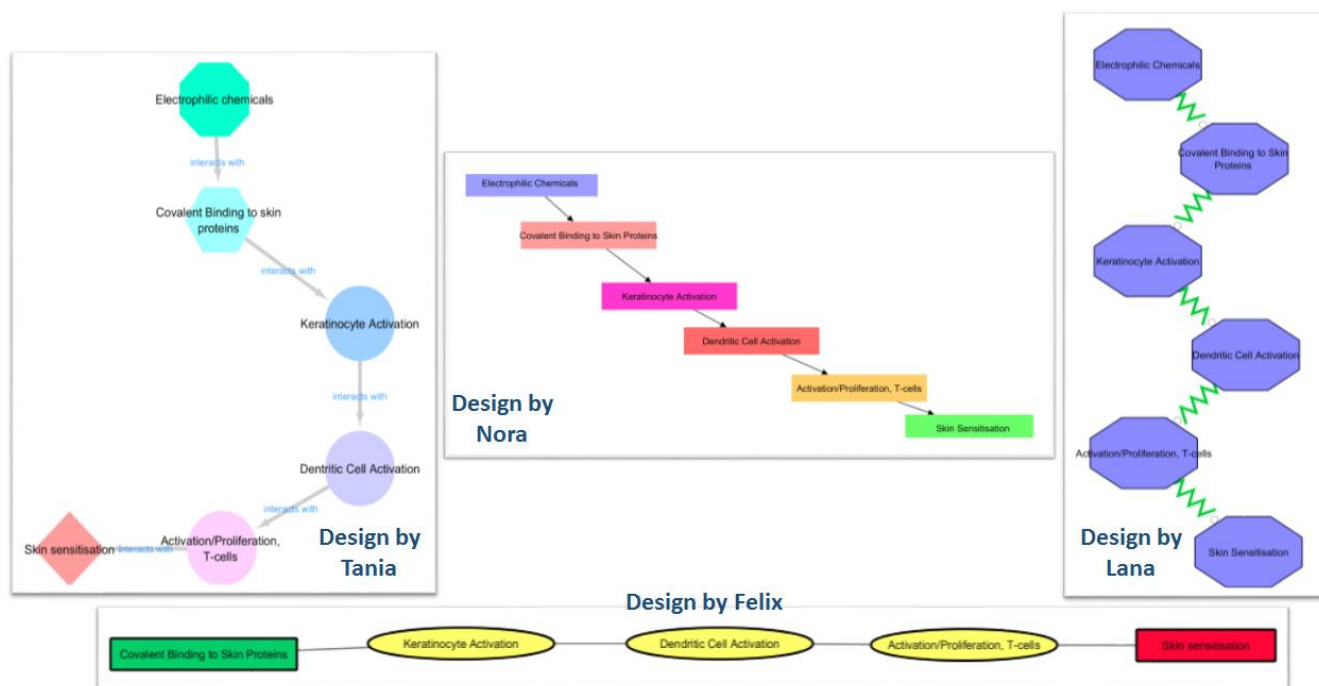 Electrophilic chemicals
interacts with
Covalent Binding to skin
proteins
interacts with
Keratinocyte Activation
interacts with
Dentritic Cell Activation
interacts with
Activation/Proliferation,
T-cells
interacts with
Skin sensitisation
Design by
Tania
Electrophilic Chemicals
Covalent Binding to Skin Proteins
Keratinocyte Activation
Dendritic Cell Activation
Activation/Proliferation, T-cells
Skin Sensitisation
Design by
Nora
Electrophilic Chemicals
Covalent Binding to Skin
Proteins
Keratinocyte Activation
Dendritic Cell Activation
Activation/Proliferation, T-cells
Skin Sensitisation
Design by
Lana
Design by Felix
Covalent Binding to Skin Proteins
Keratinocyte Activation
Dendritic Cell Activation
Activation/Proliferation, T-cells
Skin sensitisation